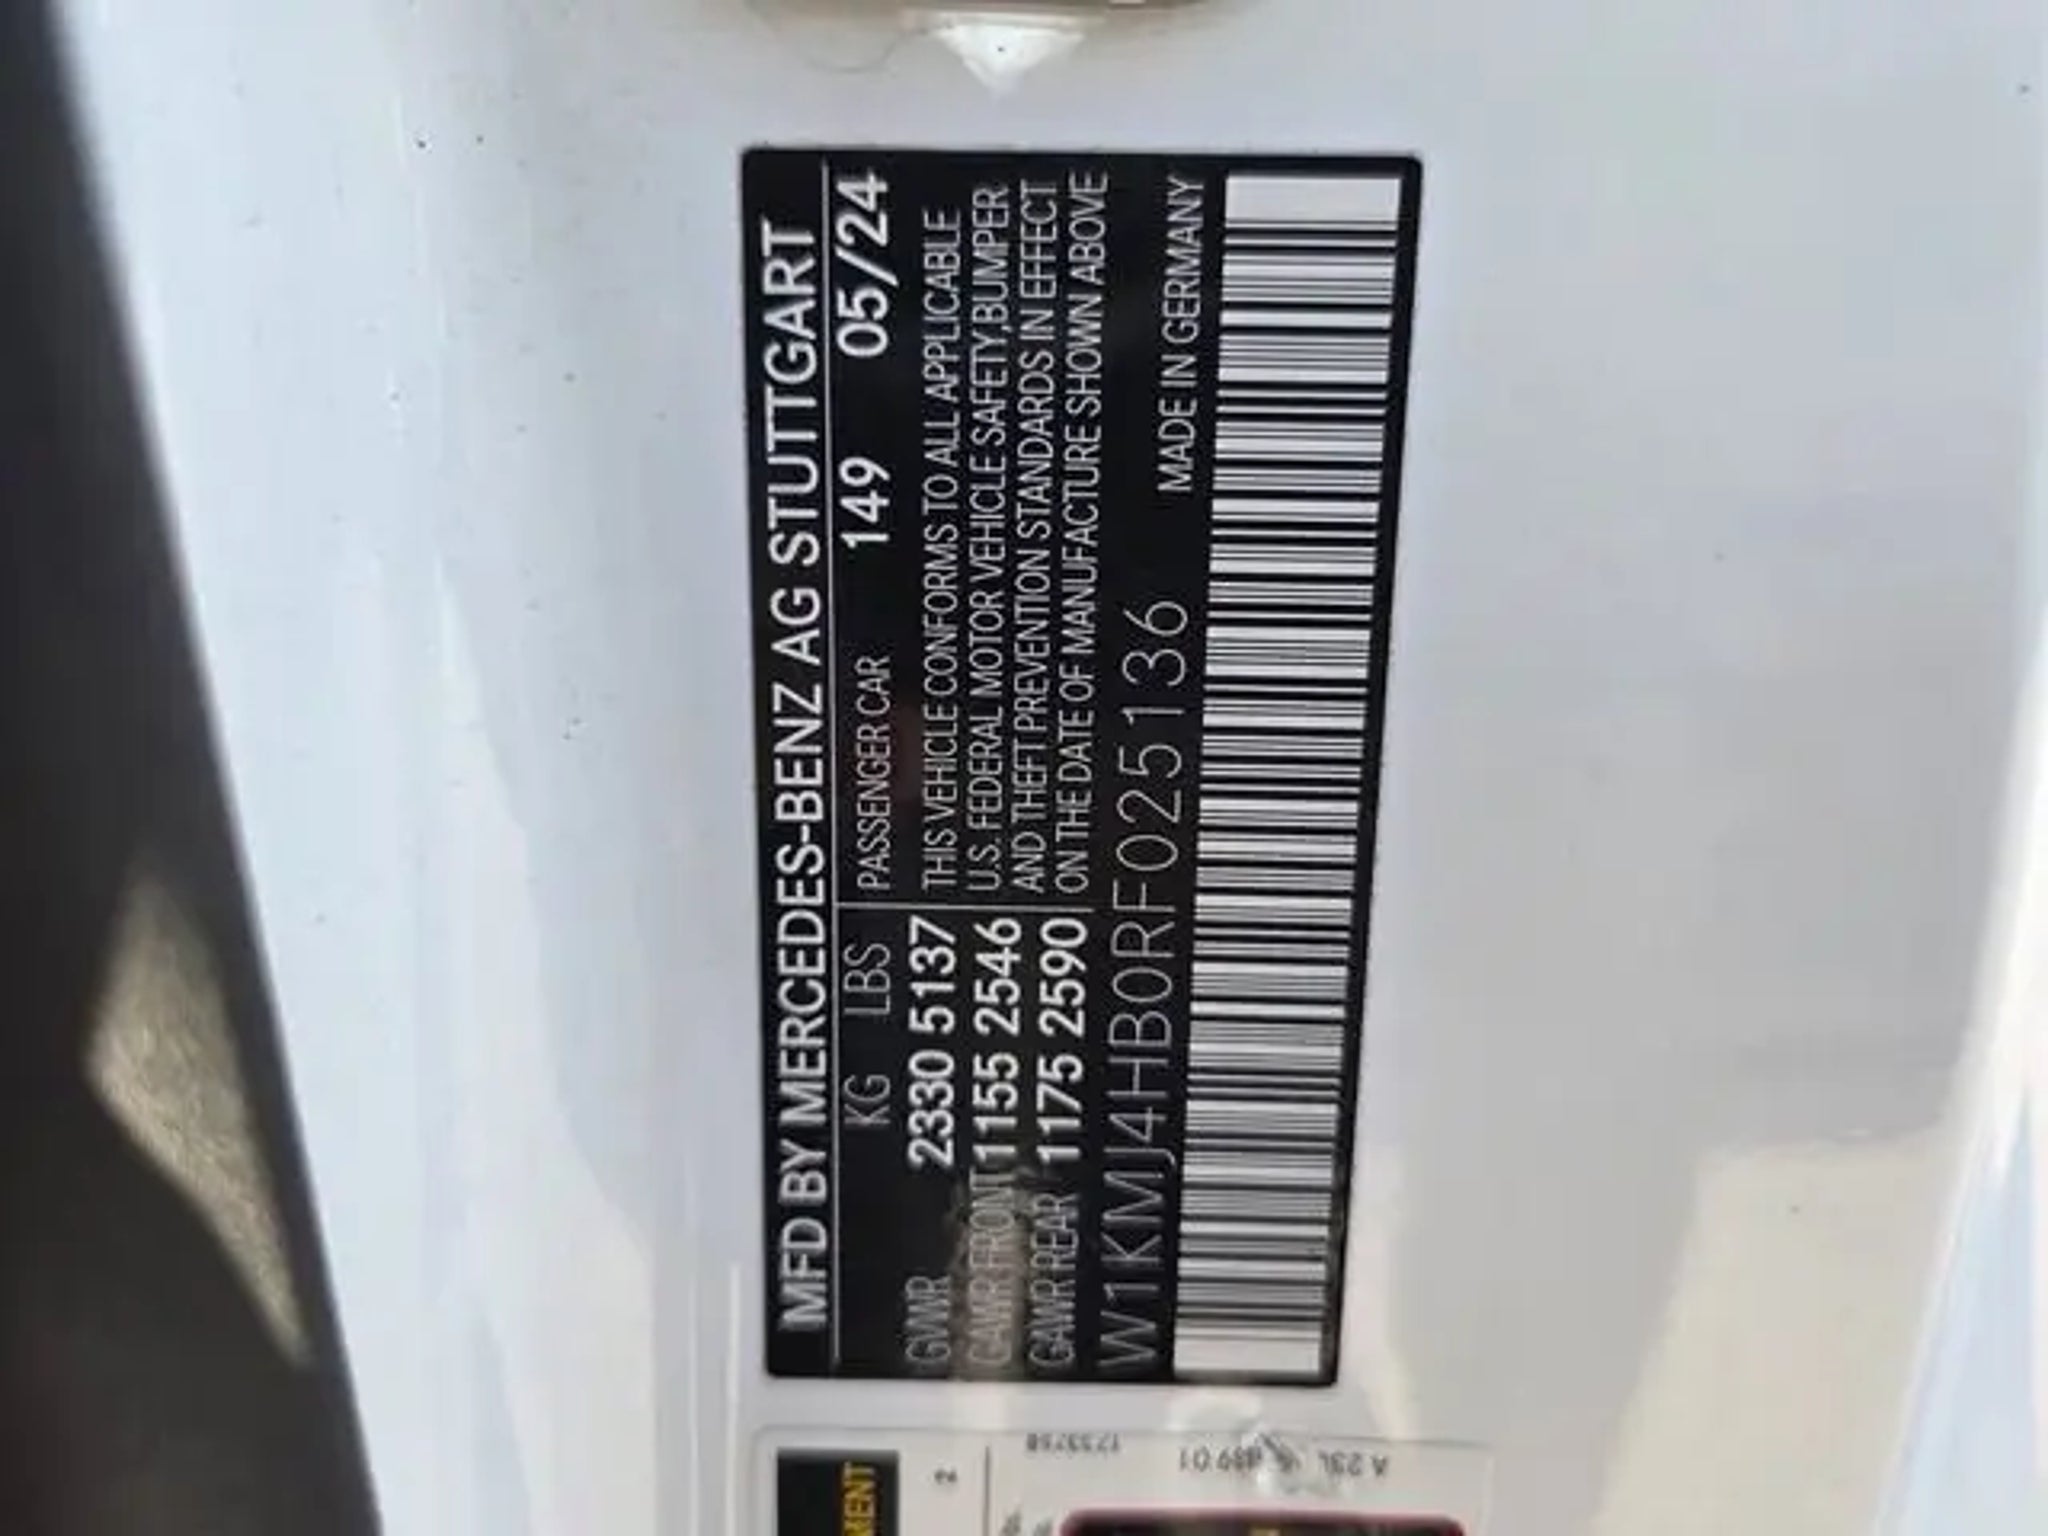 MFD BY MERCEDES-BENZ AG STUTTGART
KG LBS PASSENGER CAR 149 05/24
GVWR 2330 5137
GAWR FRONT 1155 2546
GAWR REAR 1175 2590
THIS VEHICLE CONFORMS TO ALL APPLICABLE
U.S. FEDERAL MOTOR VEHICLE SAFETY,BUMPER
AND THEFT PREVENTION STANDARDS IN EFFECT
ON THE DATE OF MANUFACTURE SHOWN ABOVE
MADE IN GERMANY
W1KMJ4HB0RF025136
MENT